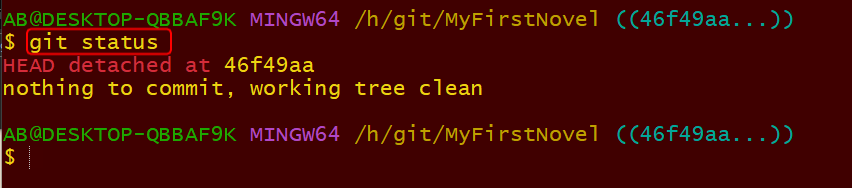 AB@DESKTOP-QBBAF9K MINGW64 /h/git/MyFirstNovel ((46f49aa...))
$ git status
HEAD detached at 46f49aa
nothing to commit, working tree clean
AB@DESKTOP-QBBAF9K MINGW64 /h/git/MyFirstNovel ((46f49aa...))
$